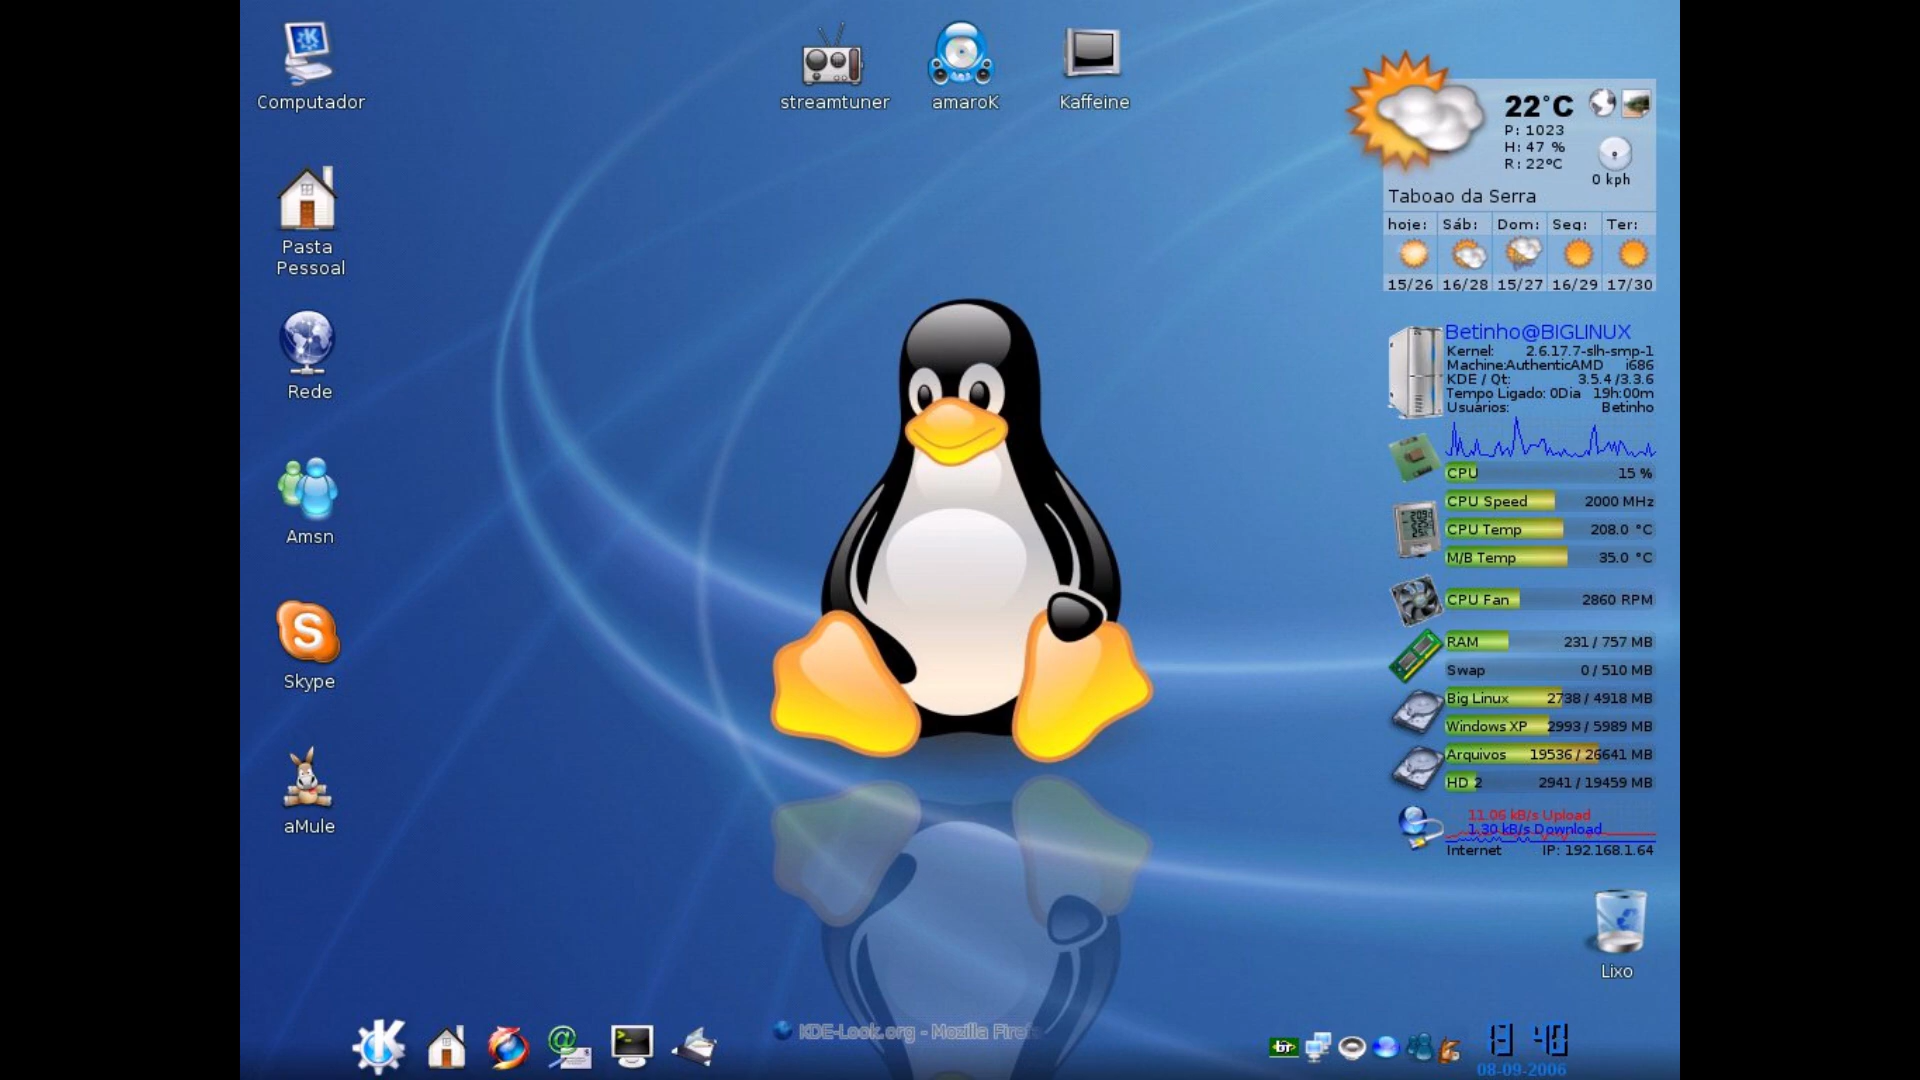 Computador
streamtuner
amaroK
Kaffeine
Pasta
Pessoal
Rede
Amsn
Skype
aMule
22°C
P: 1023
H: 47 %
R: 22ºC
0 kph
Taboao da Serra
hoje: Sáb: Dom: Seg: Ter:
15/26 16/28 15/27 16/29 17/30
Betinho@BIGLINUX
Kernel: 2.6.17.7-slh-smp-1
Machine:AuthenticAMD i686
KDE / Qt: 3.5.4 /3.3.6
Tempo Ligado: 0Dia 19h:00m
Usuarios: Betinho
CPU 15 %
CPU Speed 2000 MHz
CPU Temp 208.0 °C
M/B Temp 35.0 °C
CPU Fan 2860 RPM
RAM 231 / 757 MB
Swap 0 / 510 MB
Big Linux 2738 / 4918 MB
Windows XP 2993 / 5989 MB
Arquivos 19536 / 26641 MB
HD 2 2941 / 19459 MB
11.06 kB/s Upload
1.30 kB/s Download
Internet IP: 192.168.1.64
Lixo
KDE-Look.org - Mozilla Firef
br
08-09-2006